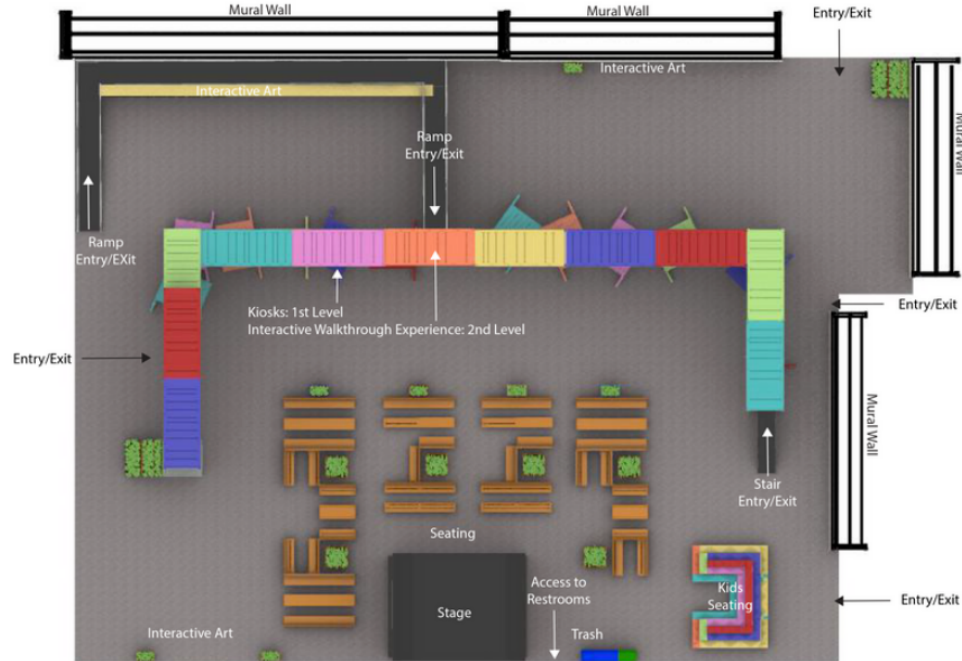 Mural Wall
Mural Wall
Entry/Exit
Interactive Art
Interactive Art
Mural Wall
Ramp
Entry/Exit
Ramp
Entry/EXit
Kiosks: 1st Level
Interactive Walkthrough Experience: 2nd Level
Entry/Exit
Entry/Exit
Mural Wall
Stair
Entry/Exit
Seating
Stage
Access to
Restrooms
Kids
Seating
Entry/Exit
Interactive Art
Trash